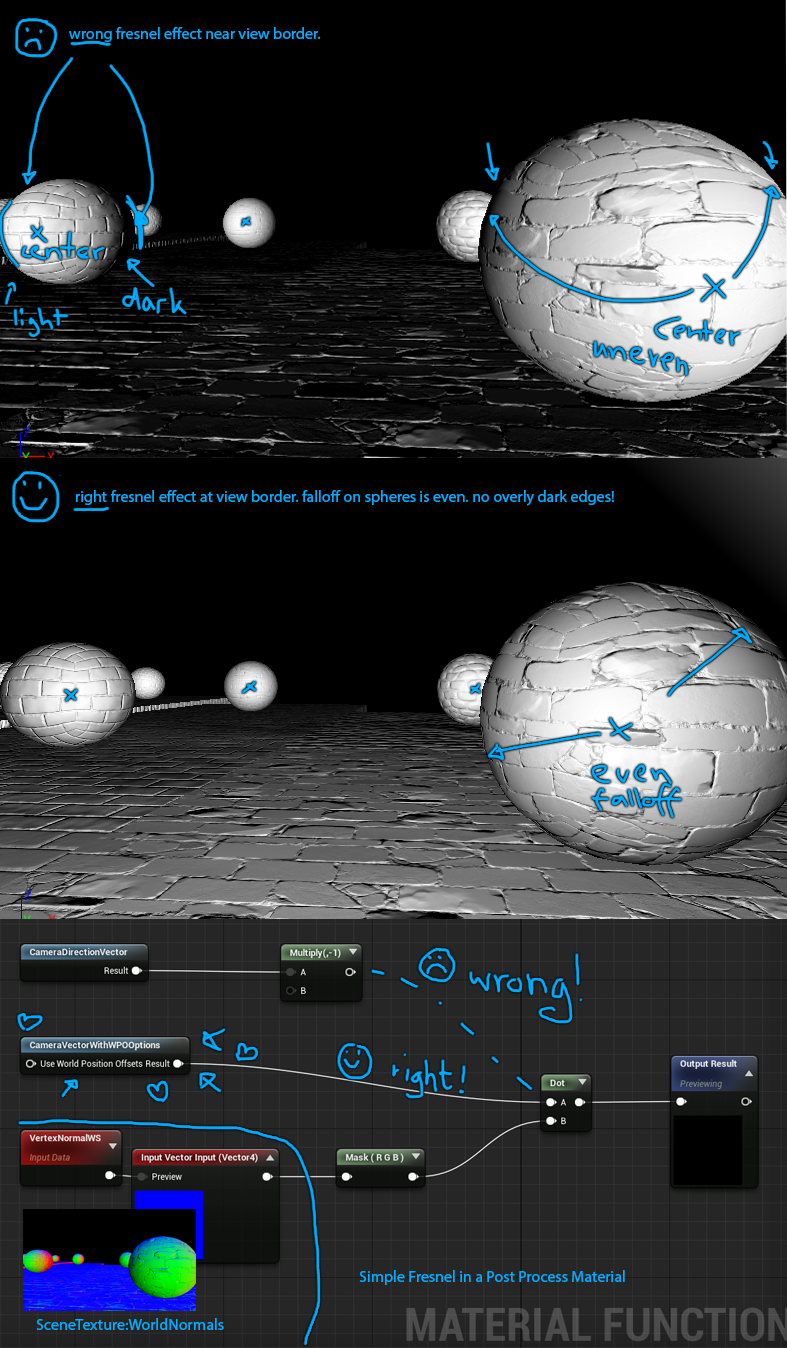 wrong fresnel effect near view border.
center
light
dark
center
uneven
right fresnel effect at view border. falloff on spheres is even. no overly dark edges!
even
falloff
CameraDirectionVector
Result
Multiply(,-1)
A
B
wrong!
CameraVectorWithWPOOptions
Use World Position Offsets Result
right!
Dot
A
B
Output Result
Previewing
VertexNormalWS
Input Data
Input Vector Input (Vector4)
Preview
Mask ( R G B )
Simple Fresnel in a Post Process Material
SceneTexture:WorldNormals
MATERIAL FUNCTION